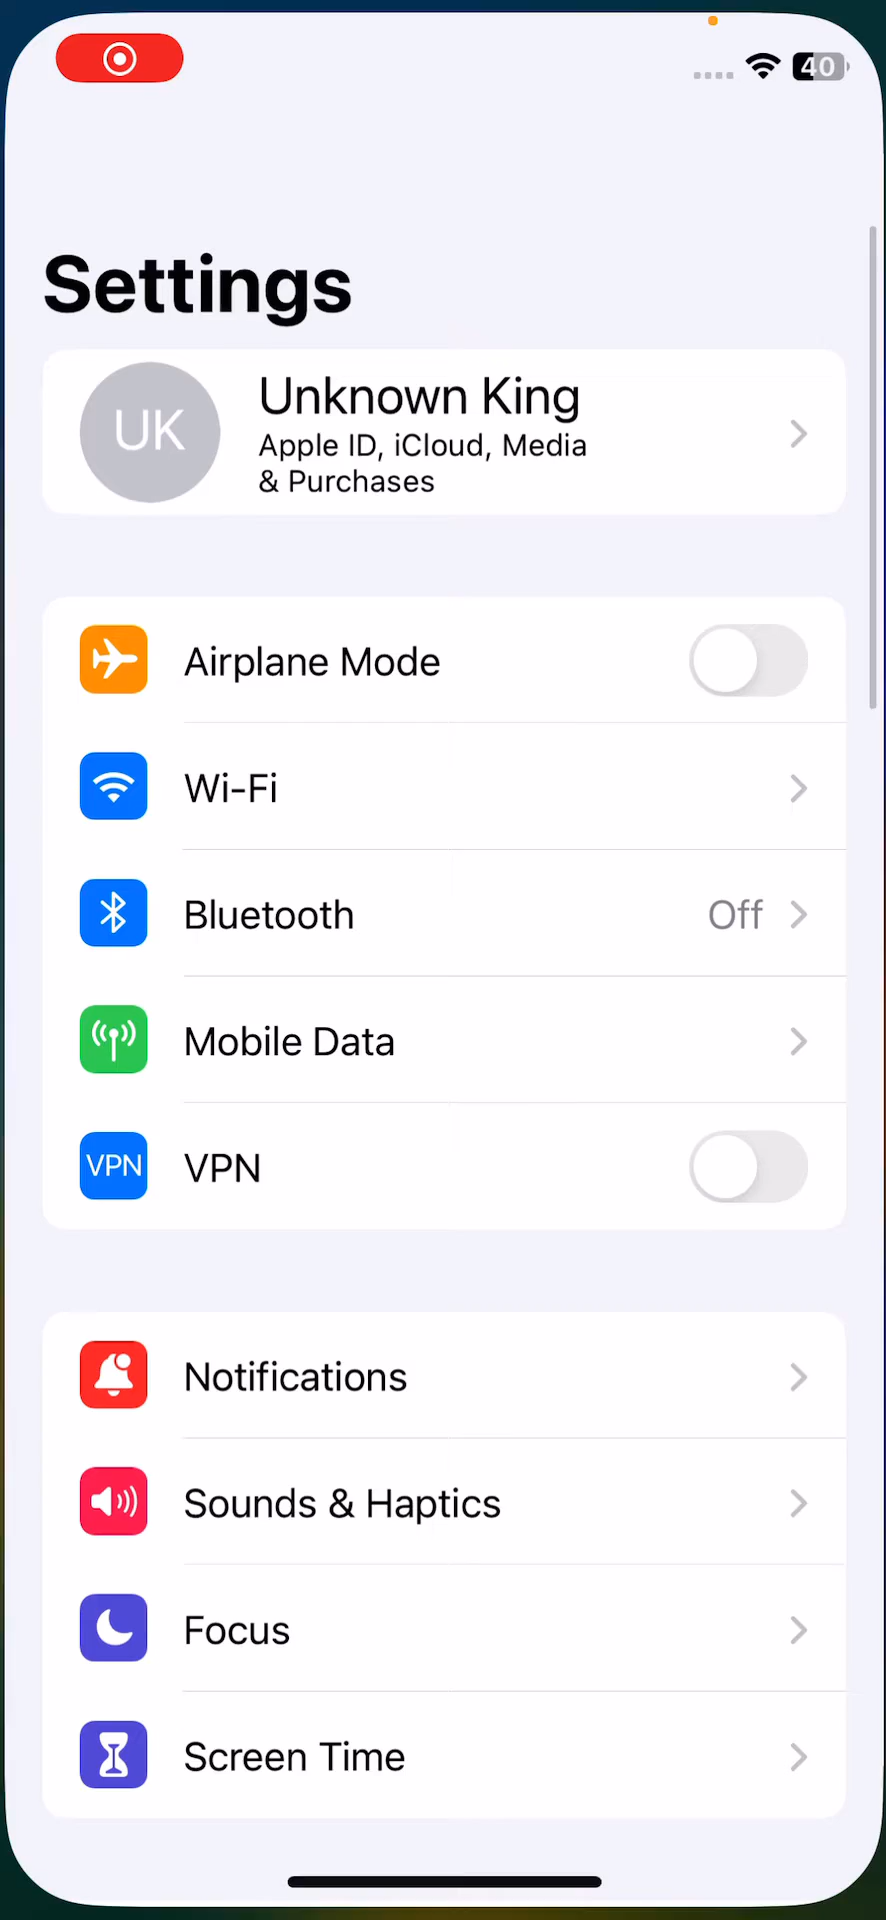 40
Settings
UK
Unknown King
Apple ID, iCloud, Media
& Purchases
Airplane Mode
Wi-Fi
Bluetooth Off
Mobile Data
VPN VPN
Notifications
Sounds & Haptics
Focus
Screen Time